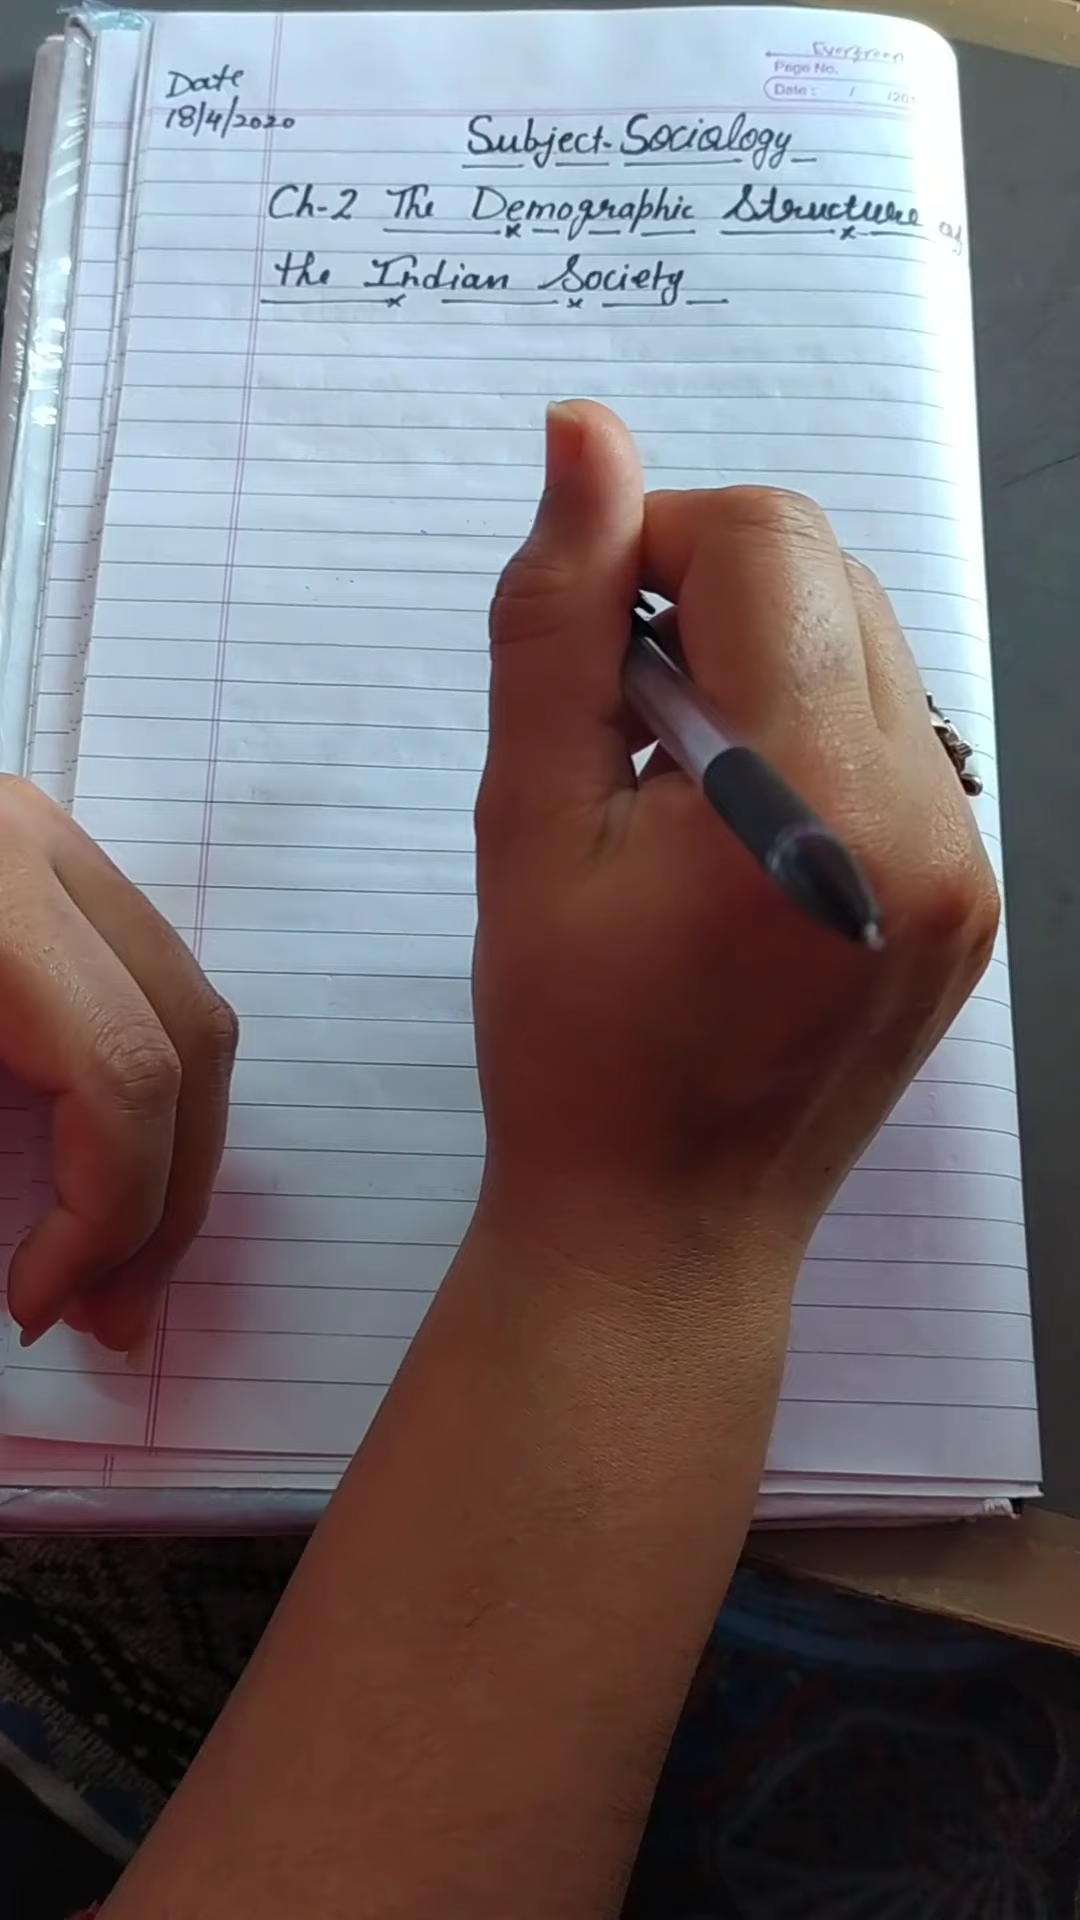 Evergreen
Page No.
Date : / /201
Date
18/4/2020
Subject-Sociology
Ch-2 The Demographic Structure of
the Indian Society